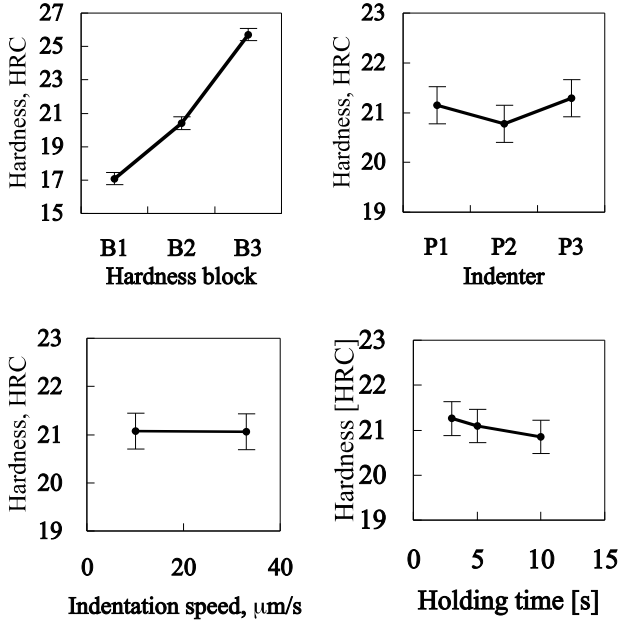 Hardness, HRC
27
25
23
21
19
17
15
B1 B2 B3
Hardness block
Hardness, HRC
23
22
21
20
19
P1 P2 P3
Indenter
Hardness, HRC
23
22
21
20
19
0 20 40
Indentation speed, μm/s
Hardness [HRC]
23
22
21
20
19
0 5 10 15
Holding time [s]